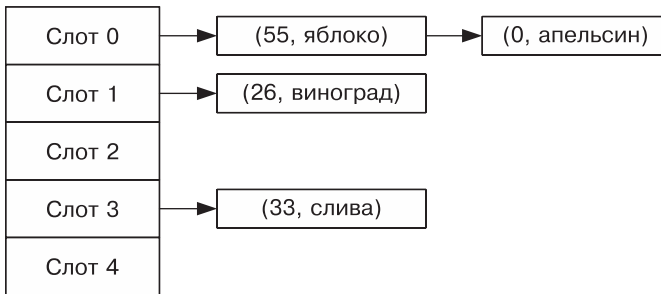 Слот 0 (55, яблоко) (0, апельсин)
Слот 1 (26, виноград)
Слот 2
Слот 3 (33, слива)
Слот 4